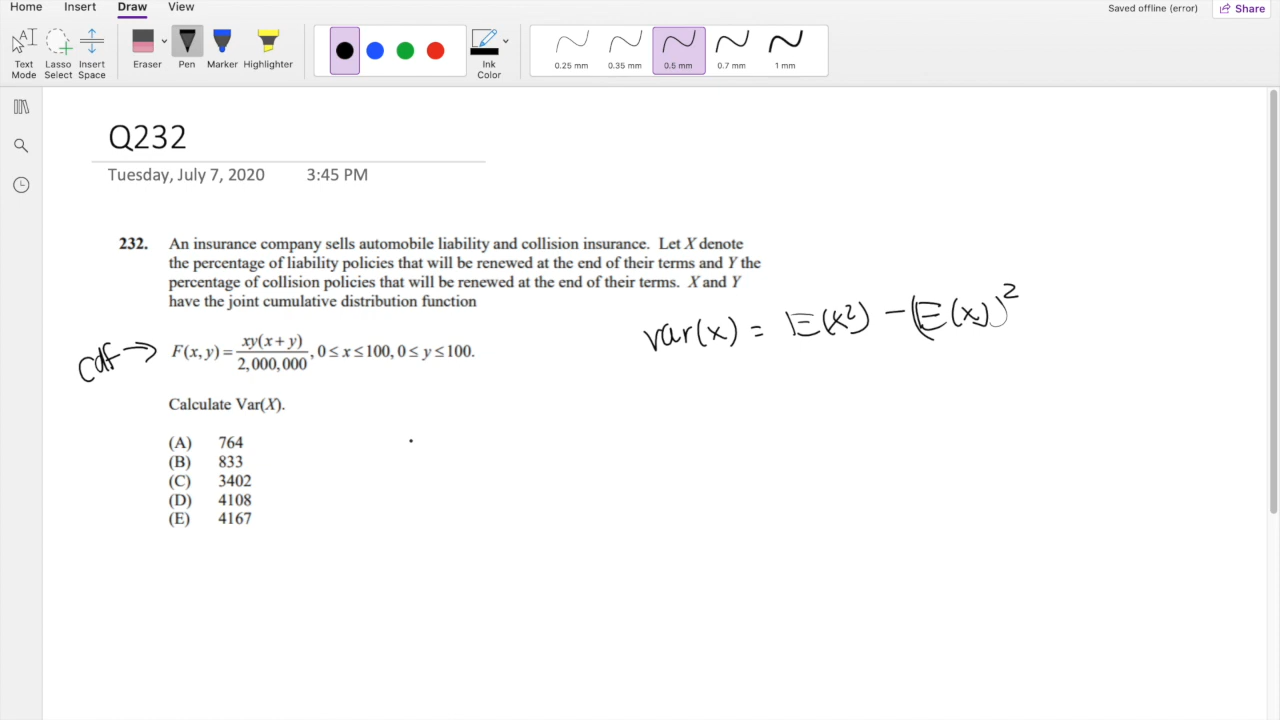 Home Insert Draw View
Saved offline (error) Share
Text Mode Lasso Select Insert Space Eraser Pen Marker Highlighter Ink Color 0.25 mm 0.35 mm 0.5 mm 0.7 mm 1 mm
Q232
Tuesday, July 7, 2020 3:45 PM
232. An insurance company sells automobile liability and collision insurance. Let X denote
the percentage of liability policies that will be renewed at the end of their terms and Y the
percentage of collision policies that will be renewed at the end of their terms. X and Y
have the joint cumulative distribution function
var(x) = E(x²) - (E(x))²
cdf → F(x, y) = xy(x + y) / 2,000,000, 0 ≤ x ≤ 100, 0 ≤ y ≤ 100.
Calculate Var(X).
(A) 764
(B) 833
(C) 3402
(D) 4108
(E) 4167